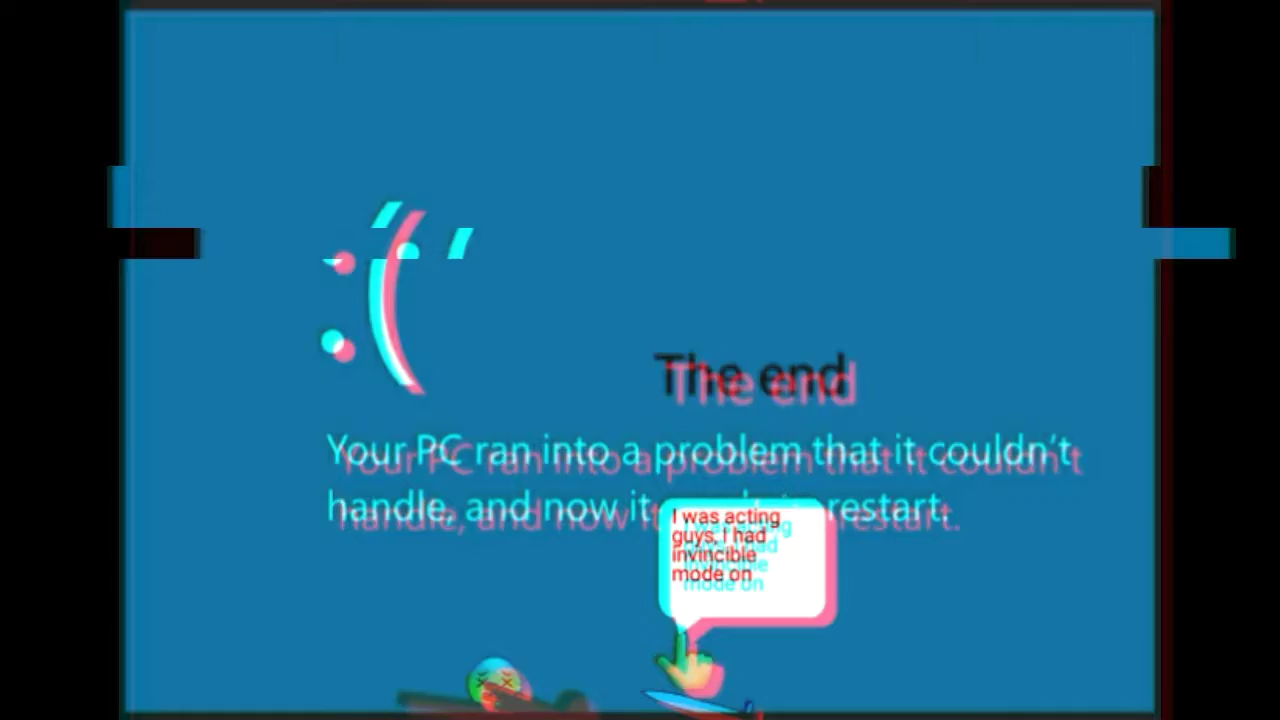 :(
The end
Your PC ran into a problem that it couldn't
handle, and now it restart.
I was acting
guys, I had
invincible
mode on